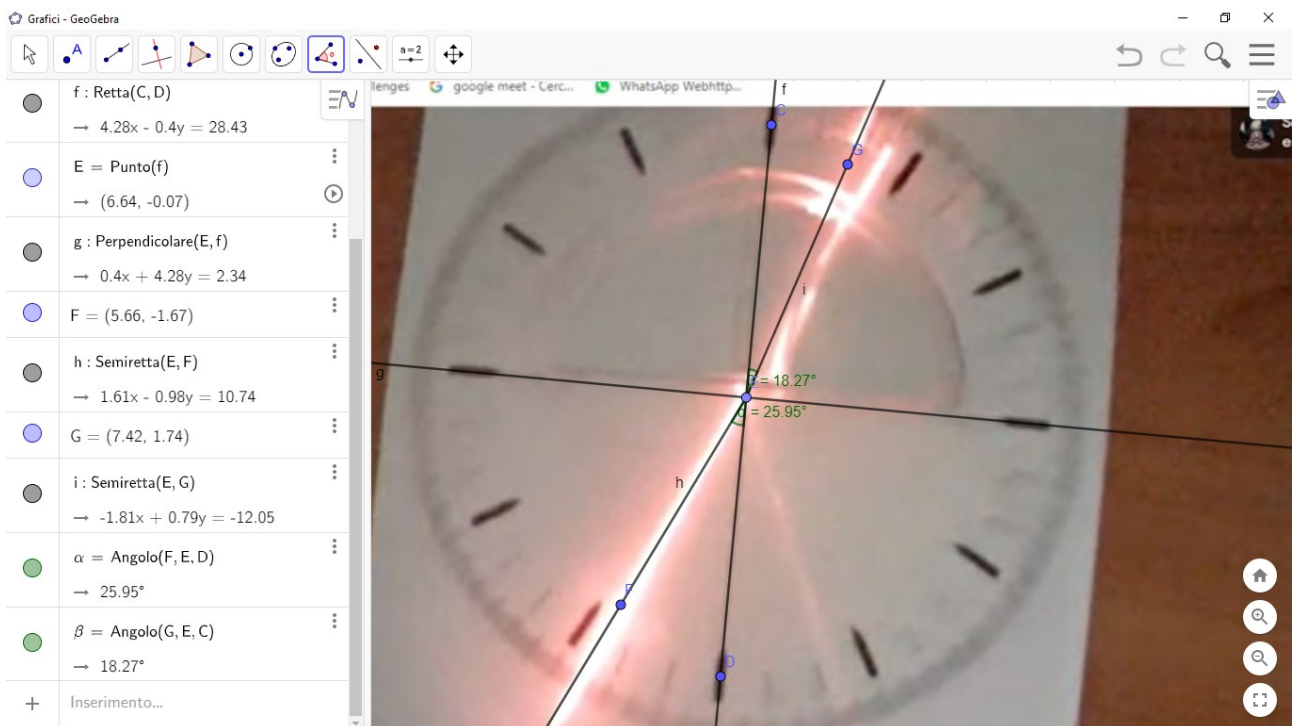 Grafici - GeoGebra
a=2
f : Retta(C, D)
→ 4.28x - 0.4y = 28.43
E = Punto(f)
→ (6.64, -0.07)
g : Perpendicolare(E, f)
→ 0.4x + 4.28y = 2.34
F = (5.66, -1.67)
h : Semiretta(E, F)
→ 1.61x - 0.98y = 10.74
G = (7.42, 1.74)
i : Semiretta(E, G)
→ -1.81x + 0.79y = -12.05
α = Angolo(F, E, D)
→ 25.95°
β = Angolo(G, E, C)
→ 18.27°
Inserimento...
lenges google meet - Cerc... WhatsApp Webhttp...
f
C
G
i
g
= 18.27°
= 25.95°
h
F
D